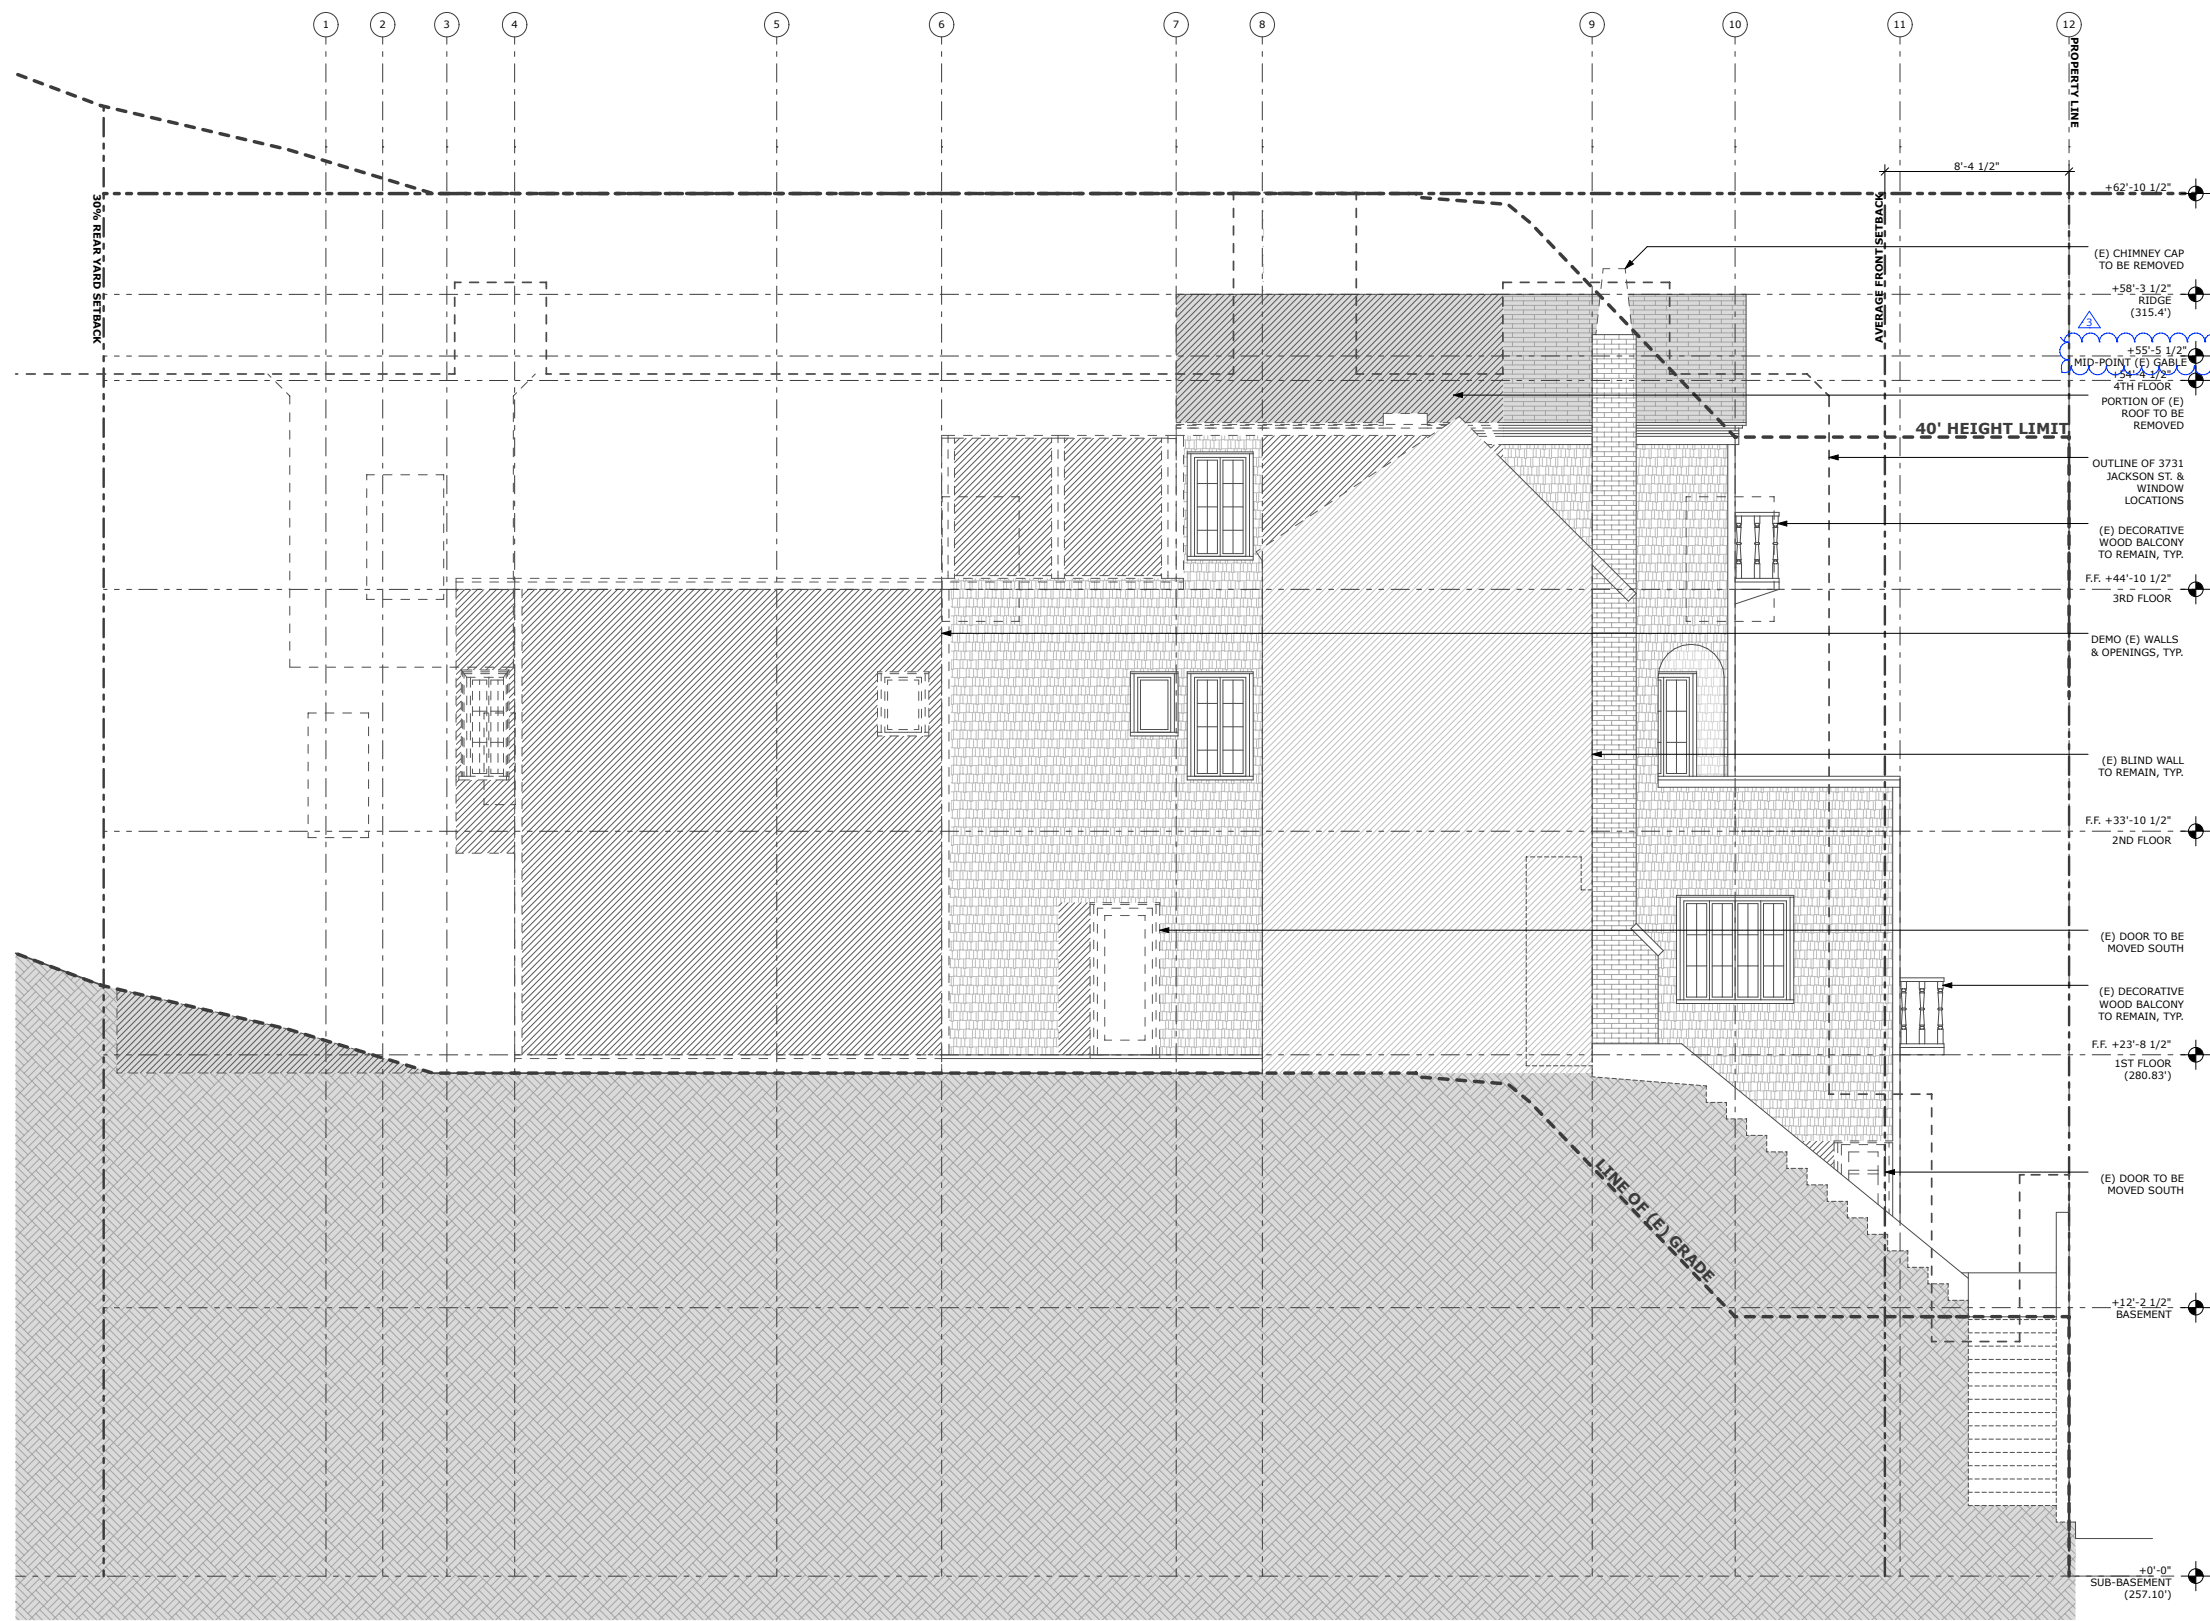 1
2
3
4
5
6
7
8
9
10
11
12
PROPERTY LINE
8'-4 1/2"
+62'-10 1/2"
30% REAR YARD SETBACK
AVERAGE FRONT SETBACK
(E) CHIMNEY CAP
TO BE REMOVED
+58'-3 1/2"
RIDGE
(315.4')
3
+55'-5 1/2"
MID-POINT (E) GABLE
+54'-4 1/2"
4TH FLOOR
PORTION OF (E)
ROOF TO BE
REMOVED
40' HEIGHT LIMIT
OUTLINE OF 3731
JACKSON ST. &
WINDOW
LOCATIONS
(E) DECORATIVE
WOOD BALCONY
TO REMAIN, TYP.
F.F. +44'-10 1/2"
3RD FLOOR
DEMO (E) WALLS
& OPENINGS, TYP.
(E) BLIND WALL
TO REMAIN, TYP.
F.F. +33'-10 1/2"
2ND FLOOR
(E) DOOR TO BE
MOVED SOUTH
(E) DECORATIVE
WOOD BALCONY
TO REMAIN, TYP.
F.F. +23'-8 1/2"
1ST FLOOR
(280.83')
LINE OF (E) GRADE
(E) DOOR TO BE
MOVED SOUTH
+12'-2 1/2"
BASEMENT
+0'-0"
SUB-BASEMENT
(257.10')